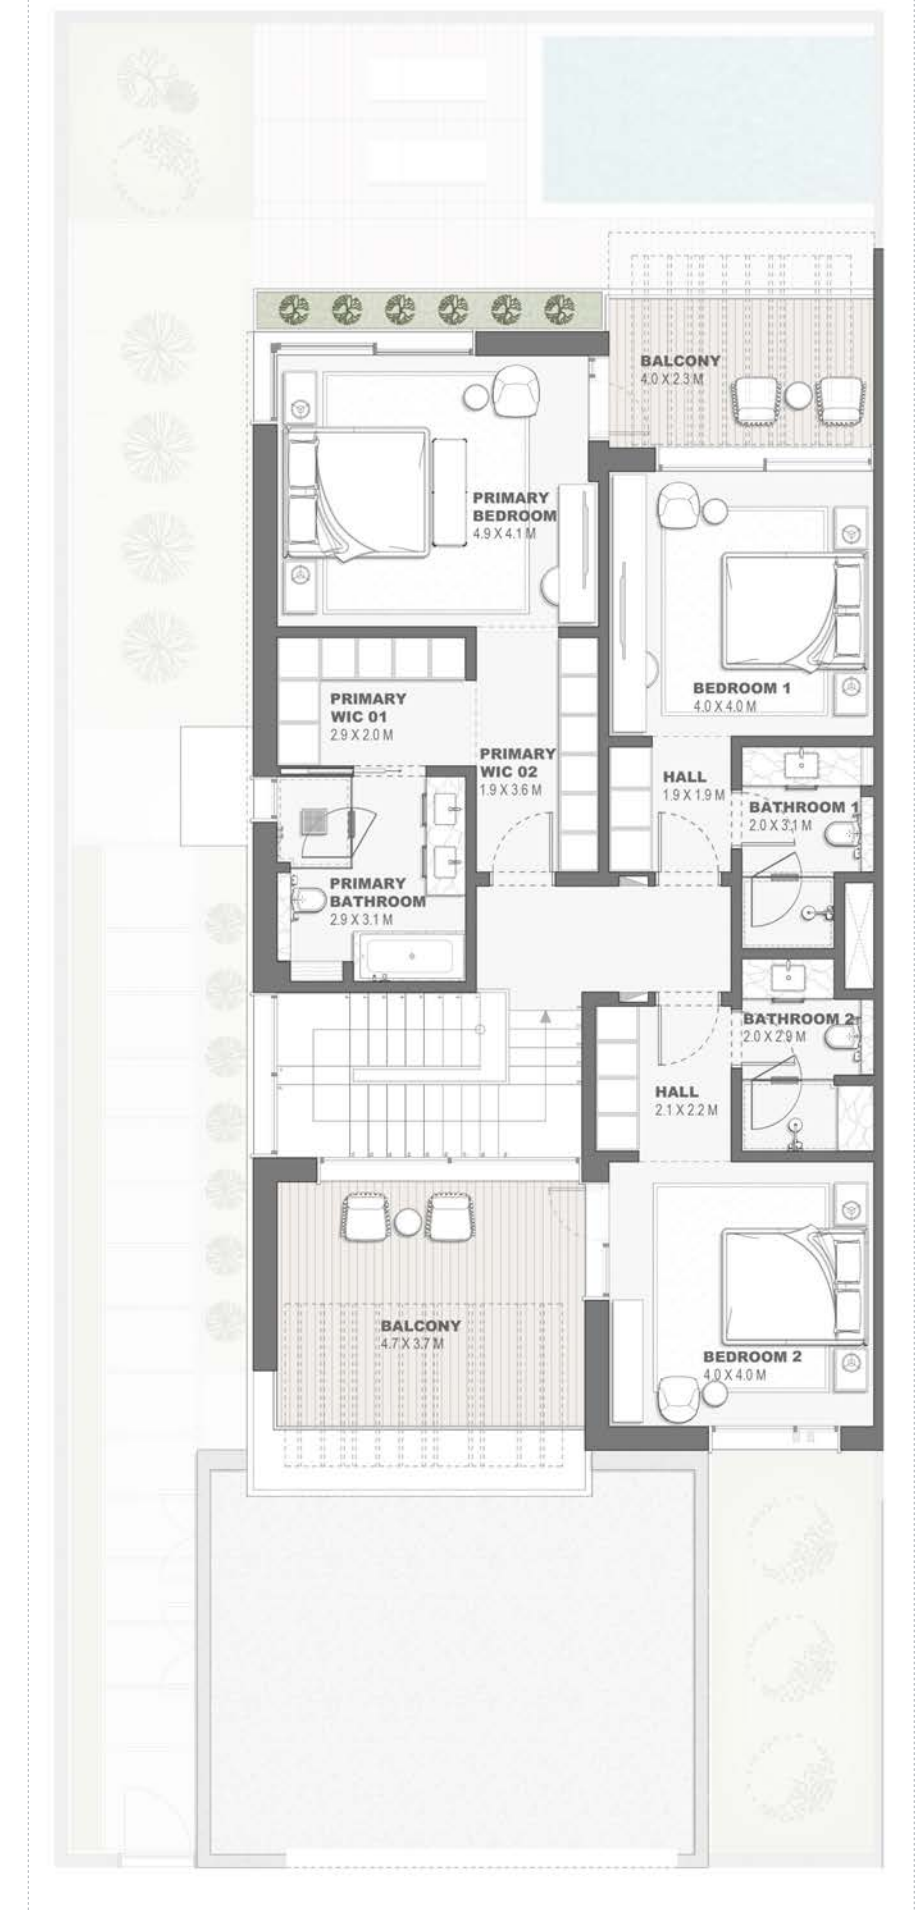 BALCONY
4.0 X 2.3 M
PRIMARY
BEDROOM
4.9 X 4.1 M
BEDROOM 1
4.0 X 4.0 M
PRIMARY
WIC 01
2.9 X 2.0 M
PRIMARY
WIC 02
1.9 X 3.6 M
HALL
1.9 X 1.9 M
BATHROOM 1
2.0 X 3.1 M
PRIMARY
BATHROOM
2.9 X 3.1 M
BATHROOM 2
2.0 X 2.9 M
HALL
2.1 X 2.2 M
BALCONY
4.7 X 3.7 M
BEDROOM 2
4.0 X 4.0 M